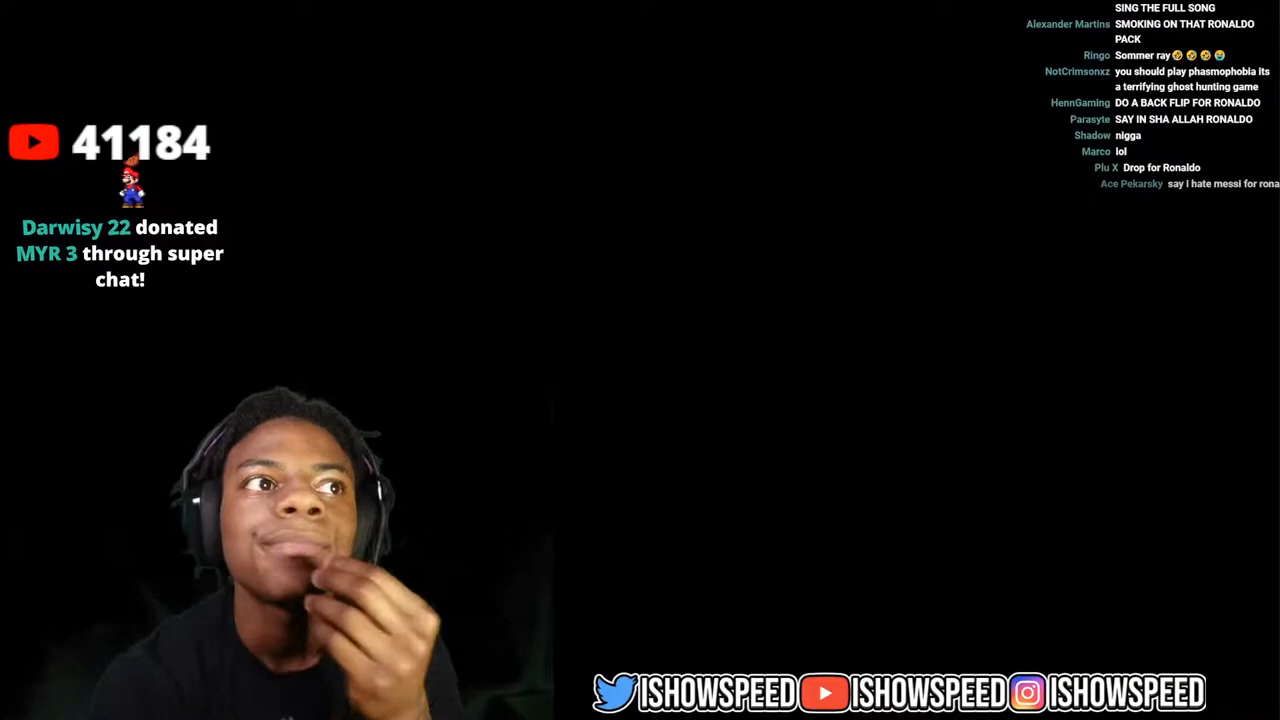 SING THE FULL SONG
Alexander Martins SMOKING ON THAT RONALDO
PACK
Ringo Sommer ray🤣🤣🤣😭
NotCrimsonxz you should play phasmophobia its
a terrifying ghost hunting game
HennGaming DO A BACK FLIP FOR RONALDO
Parasyte SAY IN SHA ALLAH RONALDO
Shadow nigga
Marco lol
Plu X Drop for Ronaldo
Ace Pekarsky say i hate messi for rona
41184
Darwisy 22 donated
MYR 3 through super
chat!
ISHOWSPEED ISHOWSPEED ISHOWSPEED